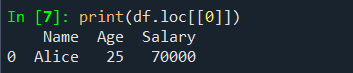 In [7]: print(df.loc[[0]])
    Name  Age  Salary
0  Alice   25   70000